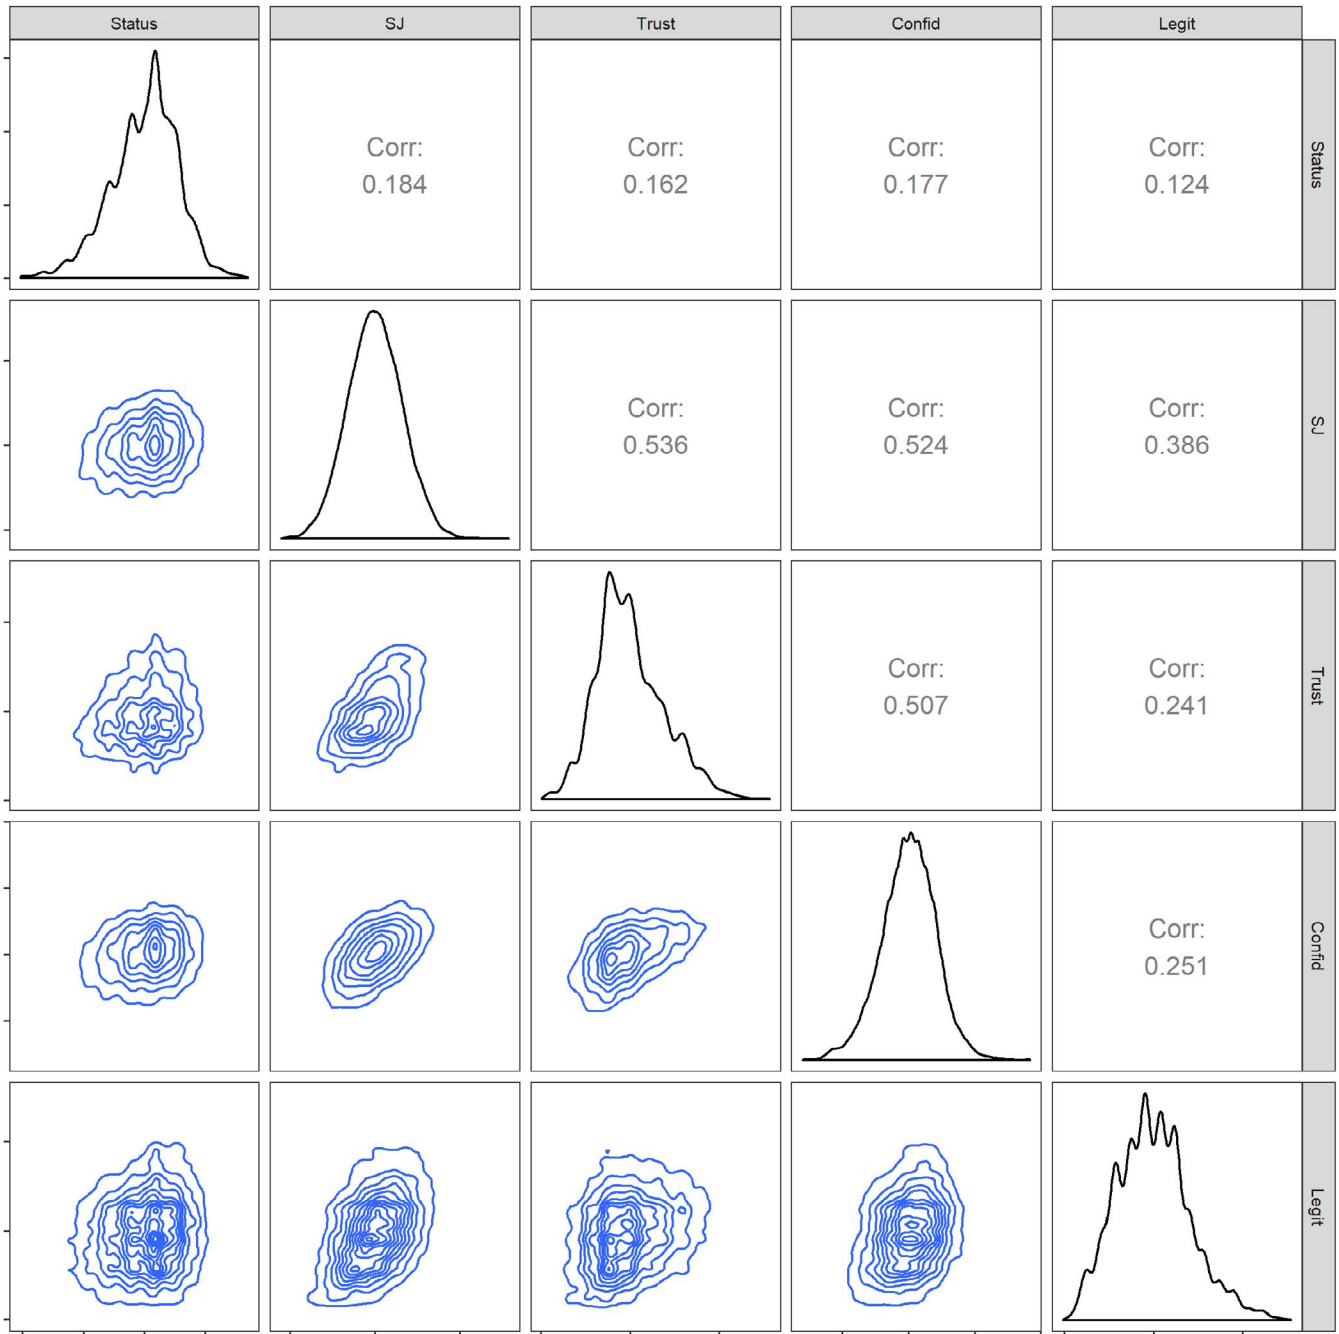 Status SJ Trust Confid Legit
Corr: Corr: Corr: Corr:
0.184 0.162 0.177 0.124
Status
Corr: Corr: Corr:
0.536 0.524 0.386
SJ
Corr: Corr:
0.507 0.241
Trust
Corr:
0.251
Confid
Legit